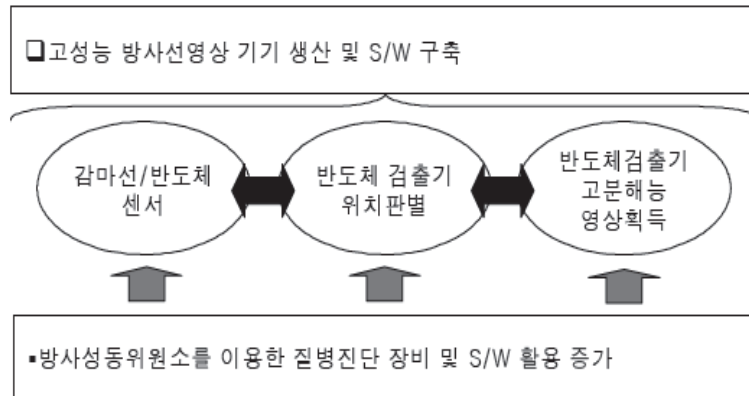 ❑고성능 방사선영상 기기 생산 및 S/W 구축
감마선/반도체
센서
반도체 검출기
위치판별
반도체검출기
고분해능
영상획득
▪방사성동위원소를 이용한 질병진단 장비 및 S/W 활용 증가